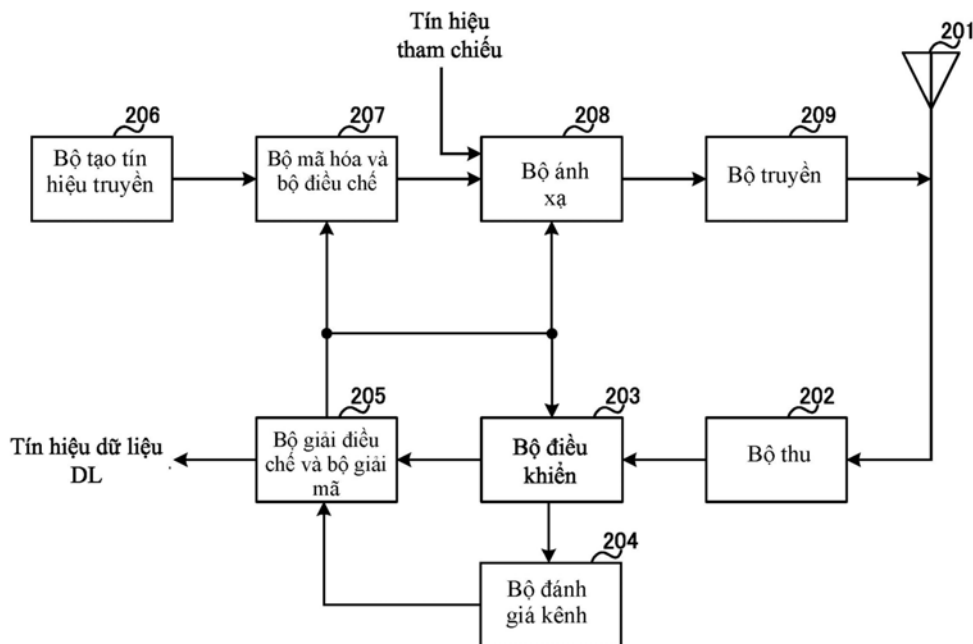 Tín hiệu
tham chiếu
201
206
207
208
209
Bộ tạo tín
hiệu truyền
Bộ mã hóa và
bộ điều chế
Bộ ánh
xạ
Bộ truyền
205
203
202
Tín hiệu dữ liệu
DL
Bộ giải điều
chế và bộ giải
mã
Bộ điều
khiển
Bộ thu
204
Bộ đánh
giá kênh